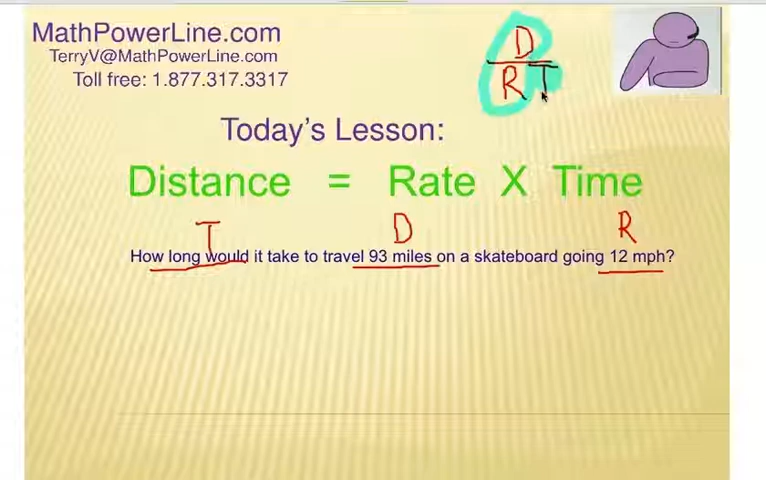 MathPowerLine.com
TerryV@MathPowerLine.com
Toll free: 1.877.317.3317
D
R T
Today's Lesson:
Distance = Rate X Time
T D R
How long would it take to travel 93 miles on a skateboard going 12 mph?